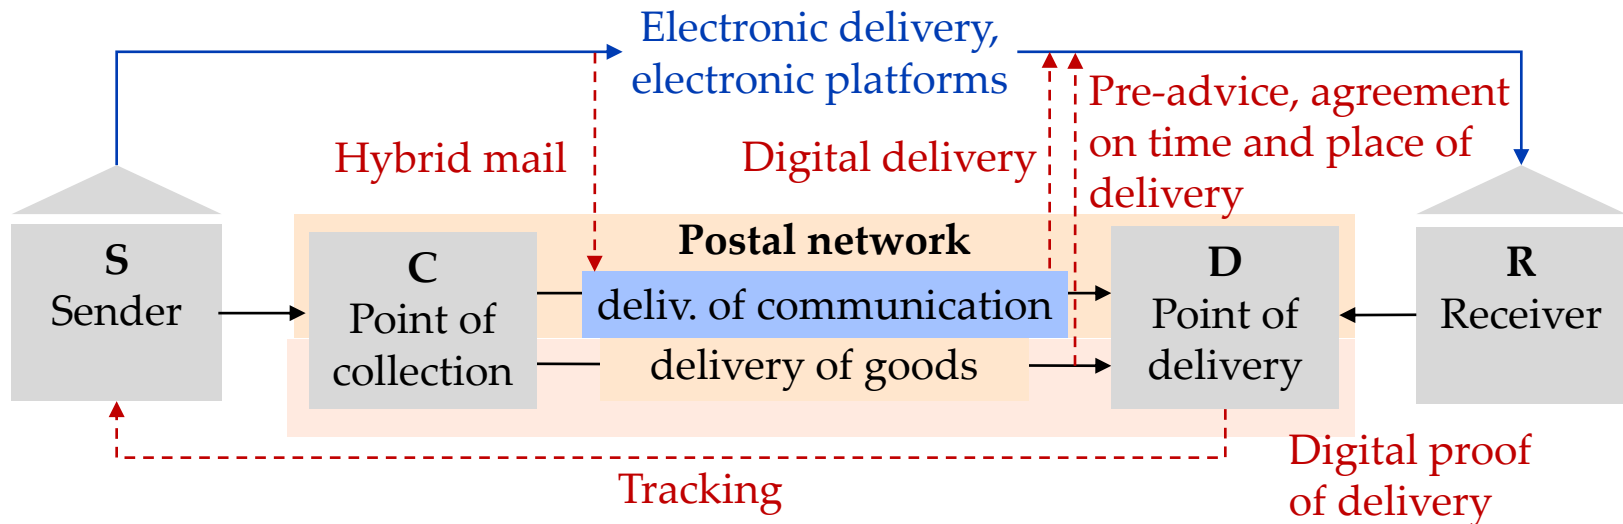 Electronic delivery,
electronic platforms
Hybrid mail
Digital delivery
Pre-advice, agreement
on time and place of
delivery
Postal network
S
Sender
C
Point of
collection
deliv. of communication
delivery of goods
D
Point of
delivery
R
Receiver
Tracking
Digital proof
of delivery